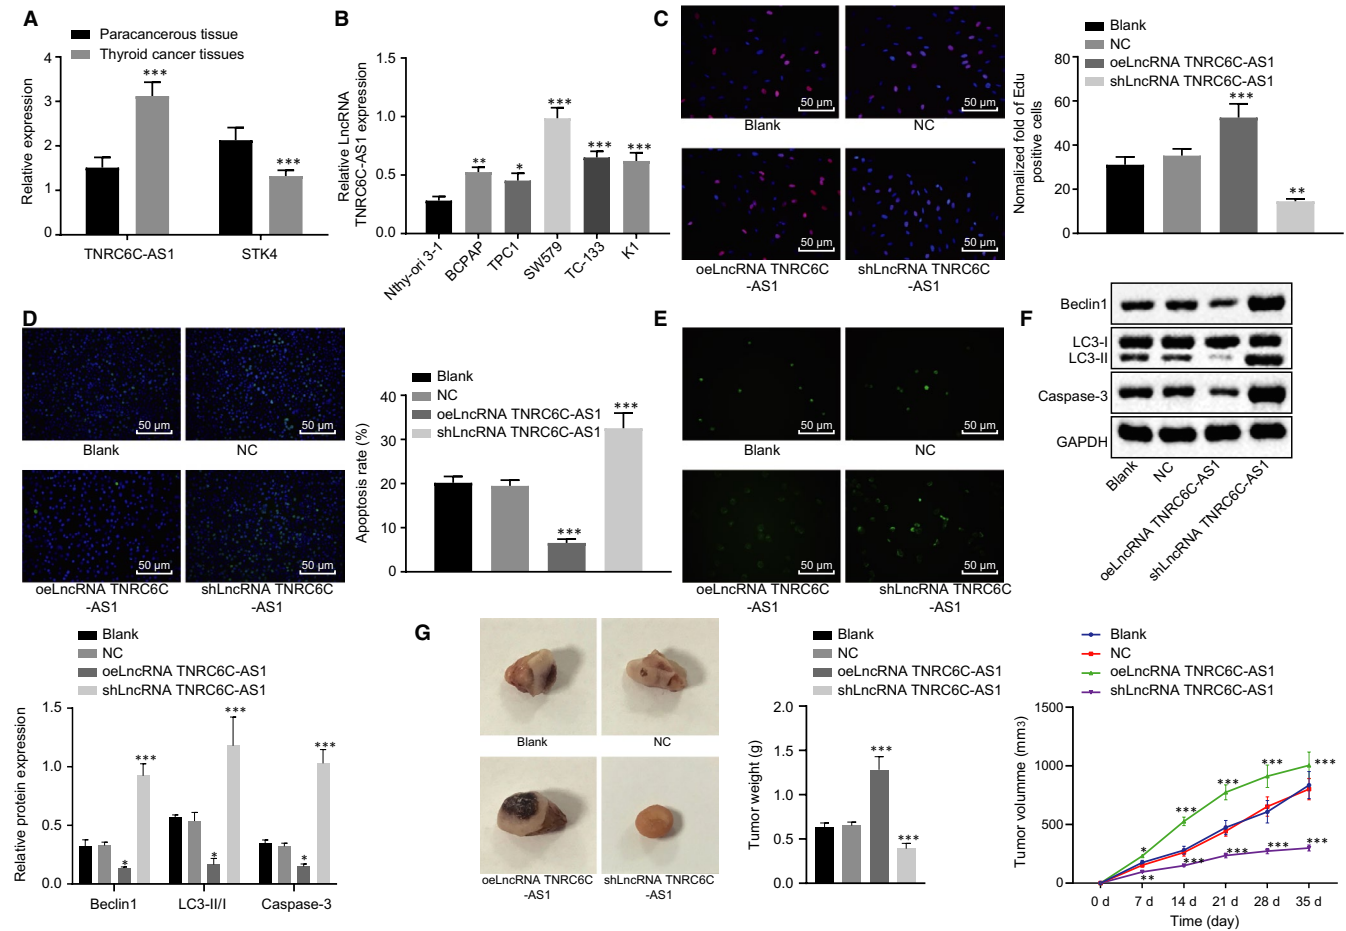 A
Paracancerous tissue
Thyroid cancer tissues
Relative expression
4
3
2
1
0
***
***
TNRC6C-AS1
STK4
B
Relative LncRNA
TNRC6C-AS1 expression
1.5
1.0
0.5
0.0
**
*
***
***
***
Nthy-ori 3-1
BCPAP
TPC1
SW579
TC-133
K1
C
50 µm
50 µm
Blank
NC
50 µm
50 µm
oeLncRNA TNRC6C
-AS1
shLncRNA TNRC6C
-AS1
Blank
NC
oeLncRNA TNRC6C-AS1
shLncRNA TNRC6C-AS1
Nomalized fold of Edu
positive cells
80
60
40
20
0
***
**
D
50 µm
50 µm
Blank
NC
50 µm
50 µm
oeLncRNA TNRC6C
-AS1
shLncRNA TNRC6C
-AS1
Blank
NC
oeLncRNA TNRC6C-AS1
shLncRNA TNRC6C-AS1
Apoptosis rate (%)
40
30
20
10
0
***
***
E
50 µm
50 µm
Blank
NC
50 µm
50 µm
oeLncRNA TNRC6C
-AS1
shLncRNA TNRC6C
-AS1
F
Beclin1
LC3-I
LC3-II
Caspase-3
GAPDH
Blank
NC
oeLncRNA TNRC6C-AS1
shLncRNA TNRC6C-AS1
Blank
NC
oeLncRNA TNRC6C-AS1
shLncRNA TNRC6C-AS1
Relative protein expression
1.5
1.0
0.5
0.0
*
***
*
***
*
***
Beclin1
LC3-II/I
Caspase-3
G
Blank
NC
oeLncRNA TNRC6C
-AS1
shLncRNA TNRC6C
-AS1
Blank
NC
oeLncRNA TNRC6C-AS1
shLncRNA TNRC6C-AS1
Tumor weight (g)
2.0
1.5
1.0
0.5
0.0
***
***
Blank
NC
oeLncRNA TNRC6C-AS1
shLncRNA TNRC6C-AS1
Tumor volumme (mm3)
1500
1000
500
0
*
***
***
***
***
**
***
***
***
***
0 d
7 d
14 d
21 d
28 d
35 d
Time (day)